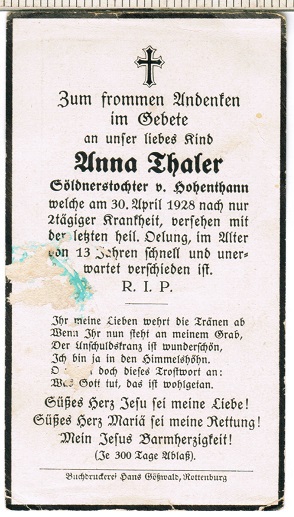 Zum frommen Andenken
im Gebete
an unser liebes Kind
Anna Thaler
Söldnerstochter v. Hohenthann
welche am 30. April 1928 nach nur
2tägiger Krankheit, versehen mit
der letzten heil. Oelung, im Alter
von 13 Jahren schnell und uner-
wartet verschieden ist.
R. I. P.
Ihr meine Lieben wehrt die Tränen ab
Wenn Ihr nun steht an meinem Grab,
Der Unschuldskranz ist wunderschön,
Ich bin ja in den Himmelshöhn.
O doch dieses Trostwort an:
Was Gott tut, das ist wohlgetan.
Süßes Herz Jesu sei meine Liebe!
Süßes Herz Mariä sei meine Rettung!
Mein Jesus Barmherzigkeit!
(Je 300 Tage Ablaß.)
Buchdruckerei Hans Gößwald, Rottenburg